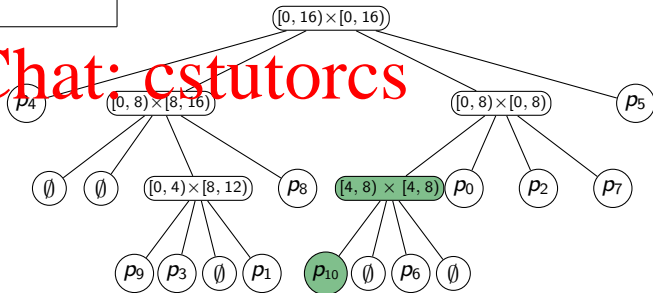 [0, 16)×[0, 16)
Chat: cstutorcs
p4 [0, 8)×[8, 16) [0, 8)×[0, 8) p5
∅ ∅ [0, 4)×[8, 12) p8 [4, 8) × [4, 8) p0 p2 p7
p9 p3 ∅ p1 p10 ∅ p6 ∅